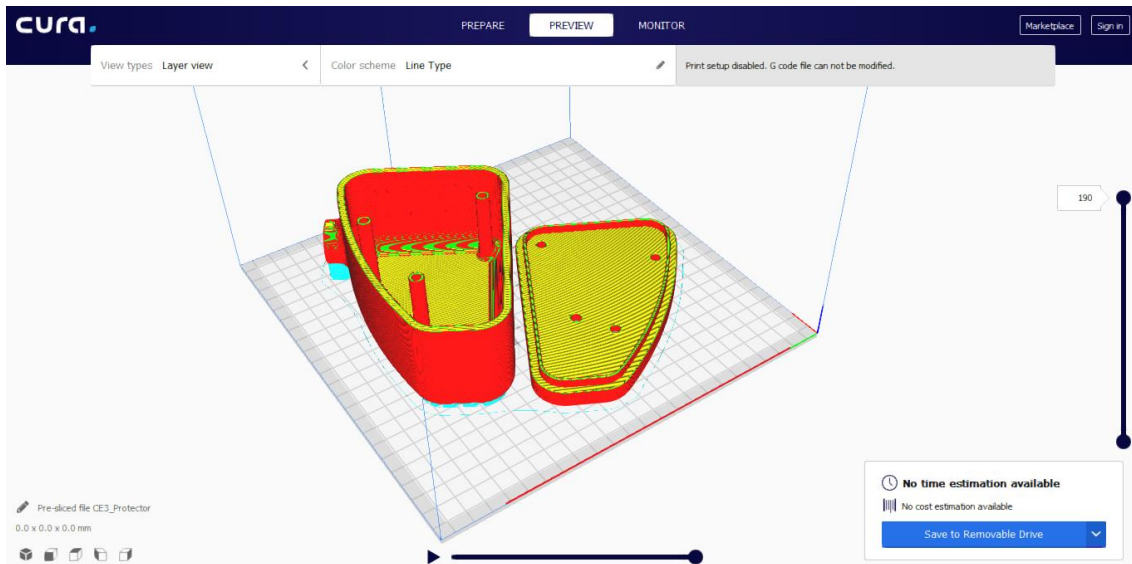 cura.
PREPARE PREVIEW MONITOR
Marketplace Sign in
View types Layer view
Color scheme Line Type
Print setup disabled. G code file can not be modified.
190
No time estimation available
No cost estimation available
Save to Removable Drive
Pre-sliced file CE3_Protector
0.0 x 0.0 x 0.0 mm